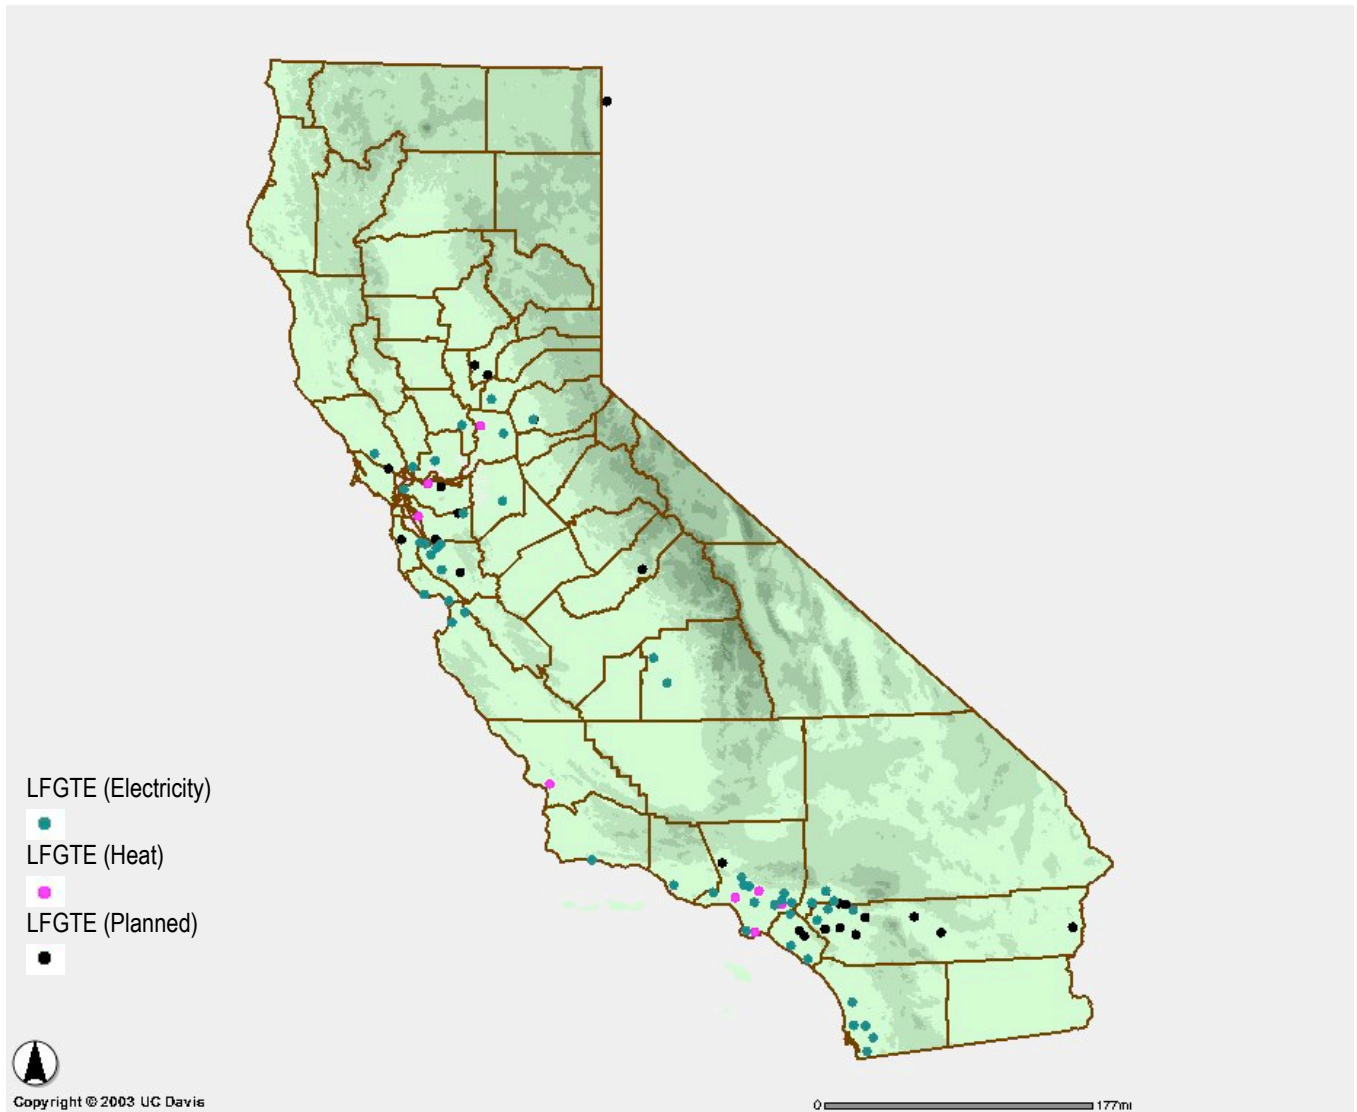 LFGTE (Electricity)
LFGTE (Heat)
LFGTE (Planned)
Copyright © 2003 UC Davis
0 177mi